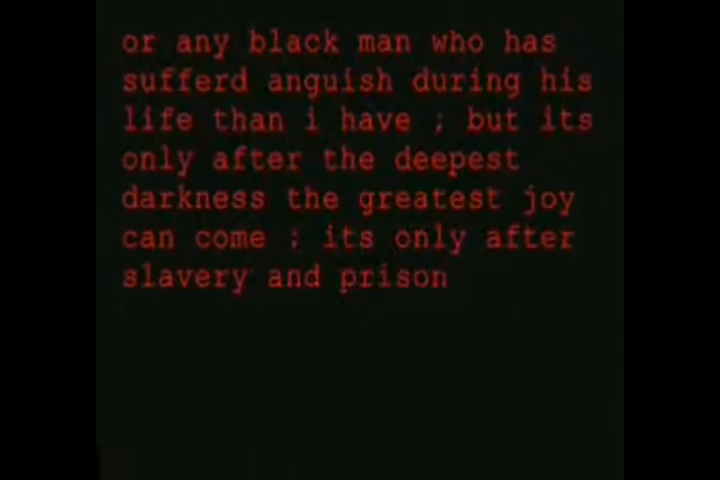 or any black man who has
sufferd anguish during his
life than i have ; but its
only after the deepest
darkness the greatest joy
can come ; its only after
slavery and prison